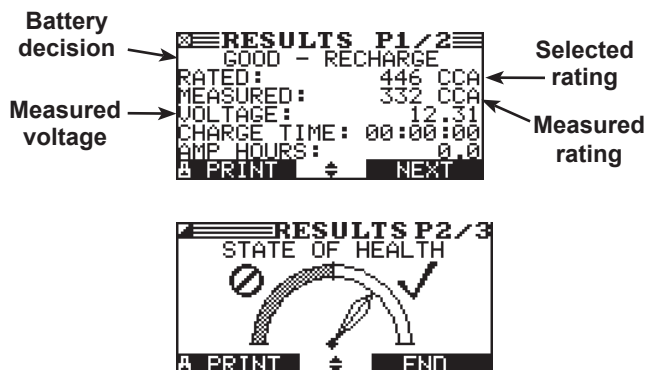 Battery
decision
RESULTS P1/2
GOOD - RECHARGE
RATED: 446 CCA
MEASURED: 332 CCA
VOLTAGE: 12.31
CHARGE TIME: 00:00:00
AMP HOURS: 0.0
PRINT NEXT
Selected
rating
Measured
voltage
Measured
rating
RESULTS P2/3
STATE OF HEALTH
PRINT END